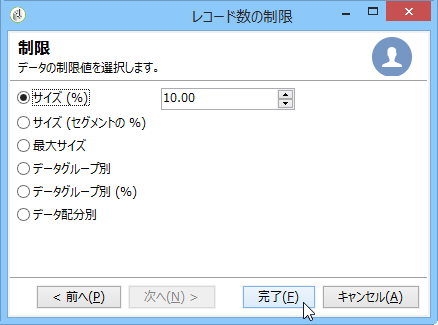 レコード数の制限
制限
データの制限値を選択します。
サイズ (%)
10.00
サイズ (セグメントの %)
最大サイズ
データグループ別
データグループ別 (%)
データ配分別
< 前へ(P)
次へ(N) >
完了(F)
キャンセル(A)